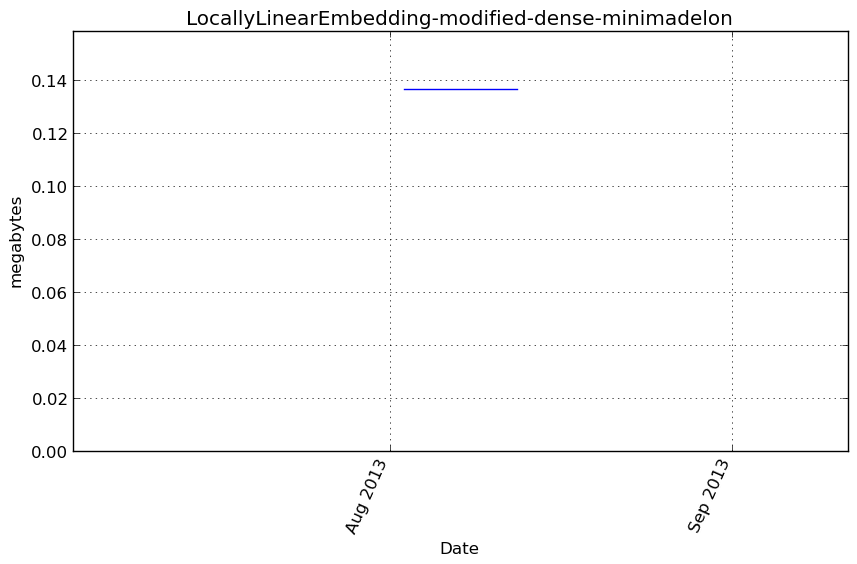 LocallyLinearEmbedding-modified-dense-minimadelon
0.14
0.12
0.10
0.08
0.06
0.04
0.02
0.00
megabytes
Aug 2013
Sep 2013
Date